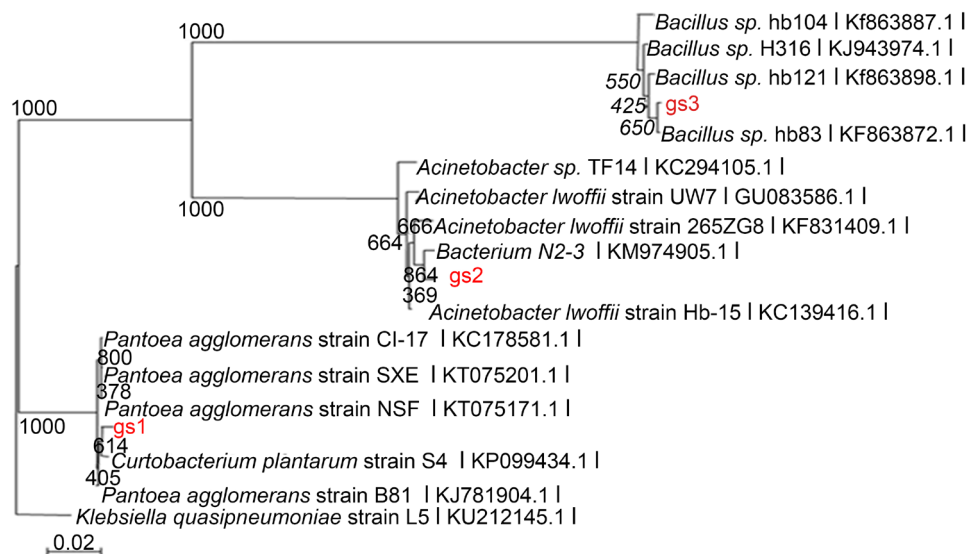 1000
Bacillus sp. hb104 | Kf863887.1 |
Bacillus sp. H316 | KJ943974.1 |
550
Bacillus sp. hb121 | Kf863898.1 |
1000
425
gs3
650
Bacillus sp. hb83 | KF863872.1 |
Acinetobacter sp. TF14 | KC294105.1 |
1000
Acinetobacter lwoffii strain UW7 | GU083586.1 |
666
Acinetobacter lwoffii strain 265ZG8 | KF831409.1 |
664
Bacterium N2-3 | KM974905.1 |
864
gs2
369
Acinetobacter lwoffii strain Hb-15 | KC139416.1 |
Pantoea agglomerans strain CI-17 | KC178581.1 |
800
Pantoea agglomerans strain SXE | KT075201.1 |
378
Pantoea agglomerans strain NSF | KT075171.1 |
1000
gs1
614
Curtobacterium plantarum strain S4 | KP099434.1 |
405
Pantoea agglomerans strain B81 | KJ781904.1 |
Klebsiella quasipneumoniae strain L5 | KU212145.1 |
0.02